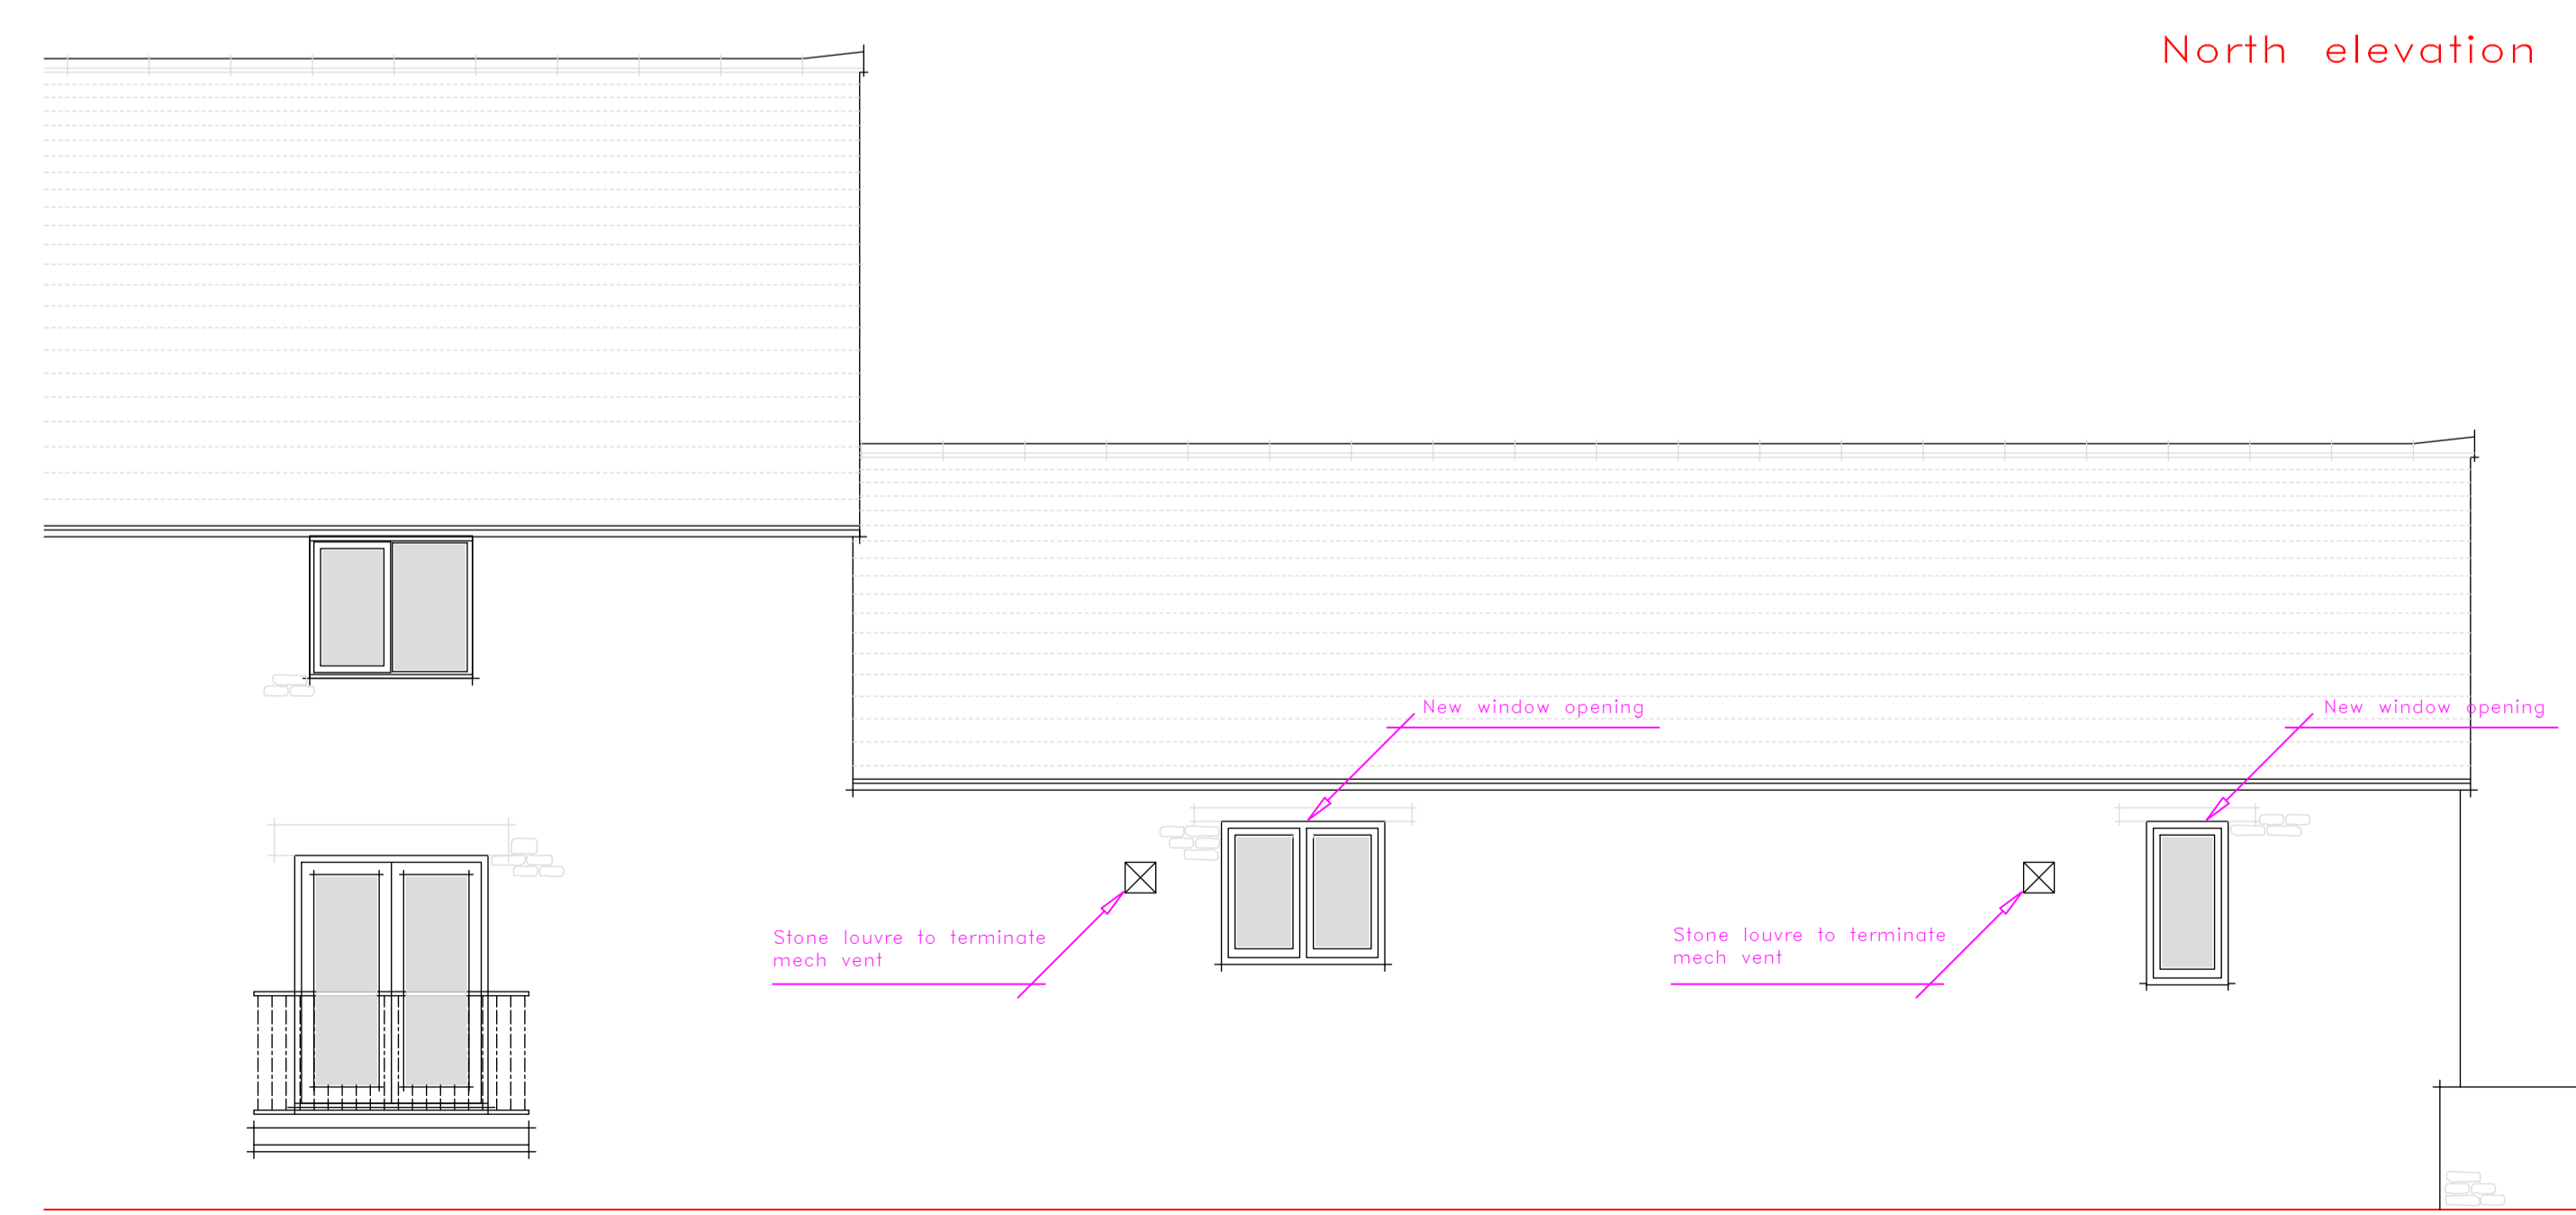 North elevation
New window opening
New window opening
Stone louvre to terminate
mech vent
Stone louvre to terminate
mech vent